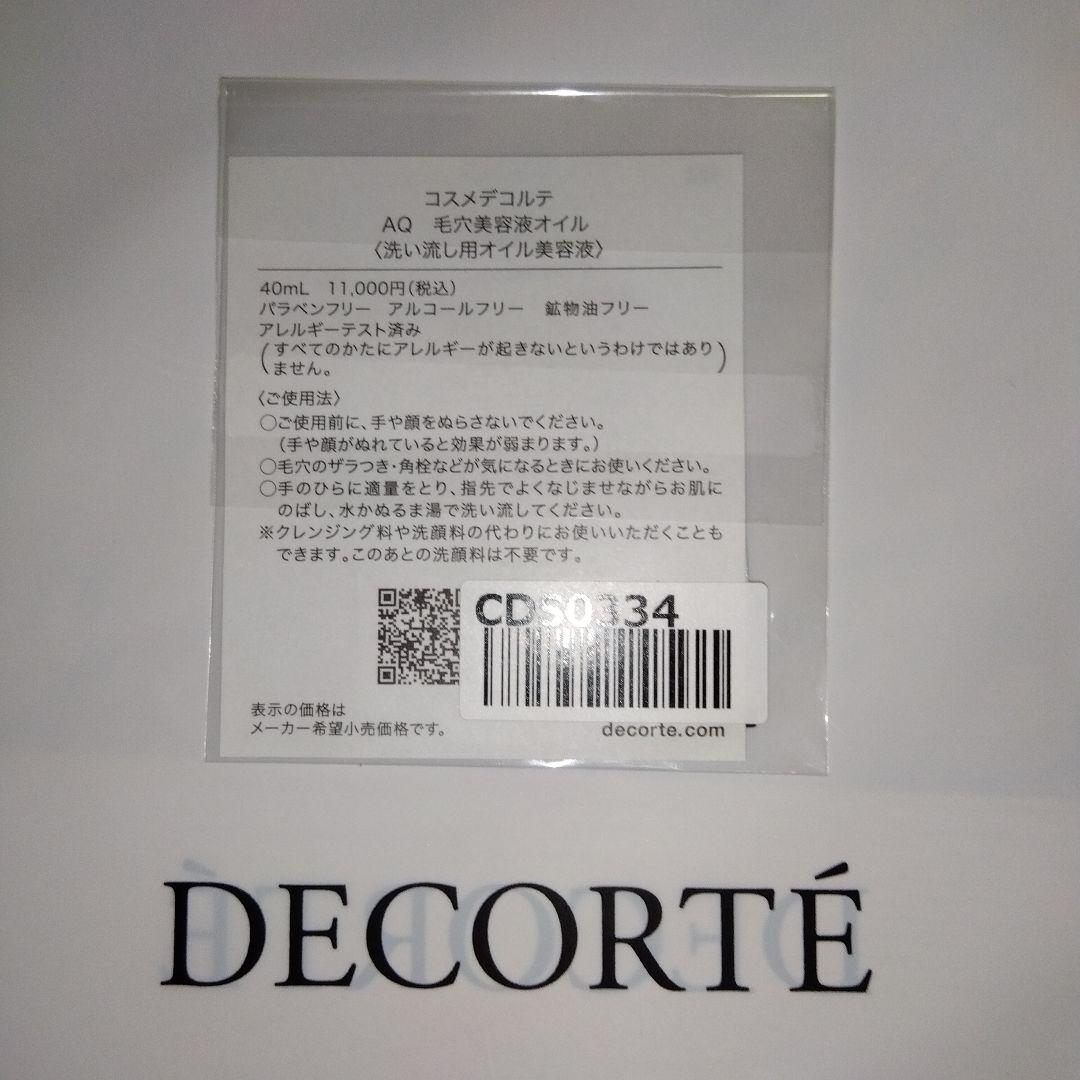 コスメデコルテ
AQ　毛穴美容液オイル
〈洗い流し用オイル美容液〉
40mL　11,000円（税込）
パラベンフリー　アルコールフリー　鉱物油フリー
アレルギーテスト済み
（すべてのかたにアレルギーが起きないというわけではあり
ません。）
〈ご使用法〉
○ご使用前に、手や顔をぬらさないでください。
（手や顔がぬれていると効果が弱まります。）
○毛穴のザラつき・角栓などが気になるときにお使いください。
○手のひらに適量をとり、指先でよくなじませながらお肌に
のばし、水かぬるま湯で洗い流してください。
※クレンジング料や洗顔料の代わりにお使いいただくことも
できます。このあとの洗顔料は不要です。
CDS0334
表示の価格は
メーカー希望小売価格です。
decorte.com
DECORTÉ